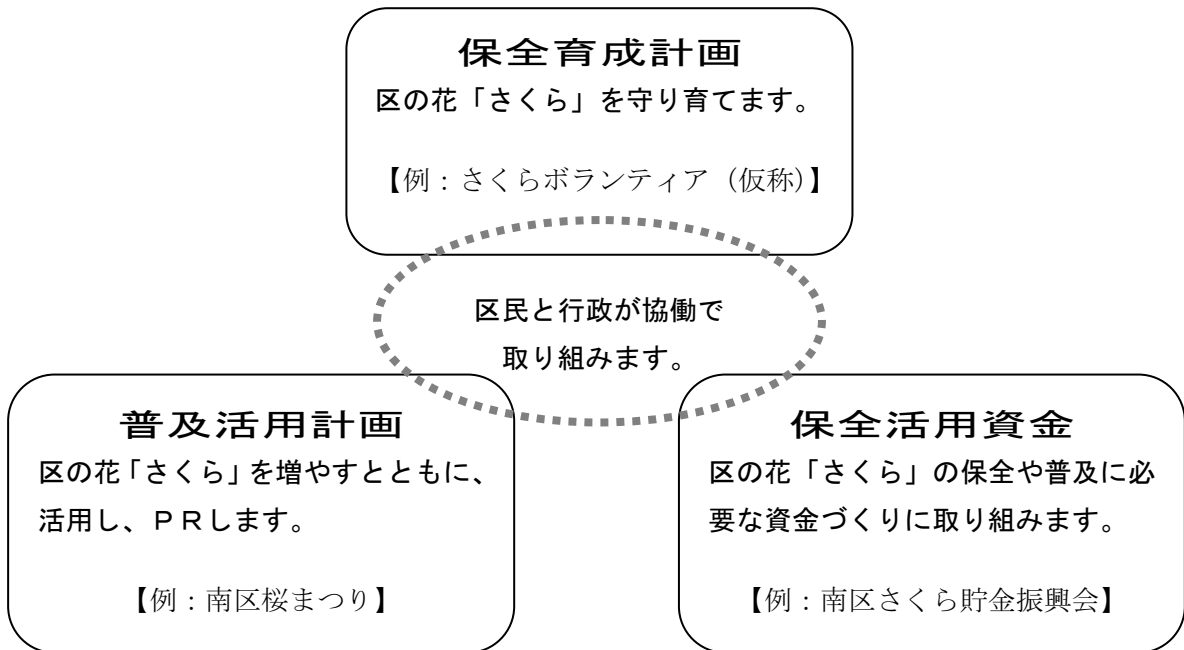 保全育成計画
区の花「さくら」を守り育てます。
【例：さくらボランティア（仮称）】
区民と行政が協働で
取り組みます。
普及活用計画
区の花「さくら」を増やすとともに、
活用し、ＰＲします。
【例：南区桜まつり】
保全活用資金
区の花「さくら」の保全や普及に必
要な資金づくりに取り組みます。
【例：南区さくら貯金振興会】